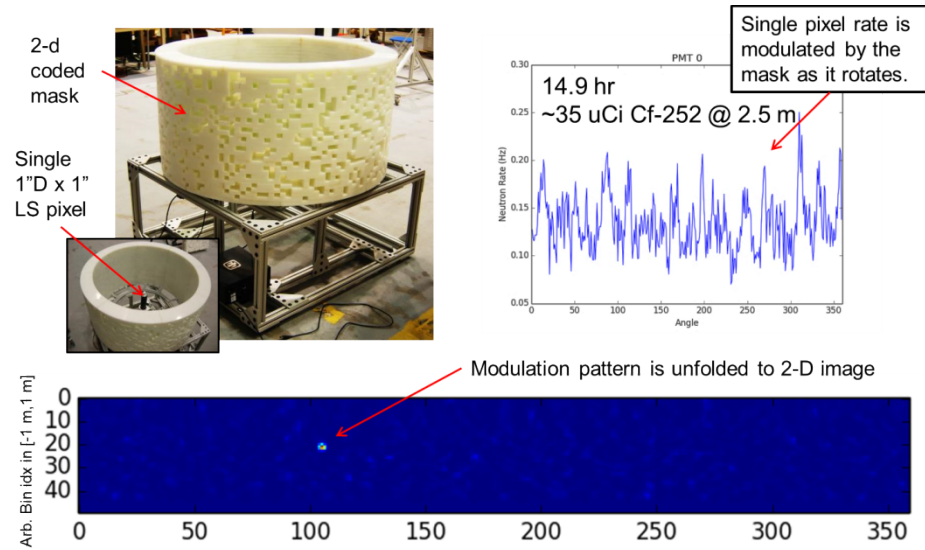 2-d
coded
mask
Single
1”D x 1”
LS pixel
Single pixel rate is
modulated by the
mask as it rotates.
PMT 0
14.9 hr
~35 uCi Cf-252 @ 2.5 m
0.30
0.25
0.20
0.15
0.10
0.05
Neutron Rate (Hz)
0 50 100 150 200 250 300 350
Angle
Modulation pattern is unfolded to 2-D image
Arb. Bin idx in [-1 m,1 m]
0
10
20
30
40
0 50 100 150 200 250 300 350